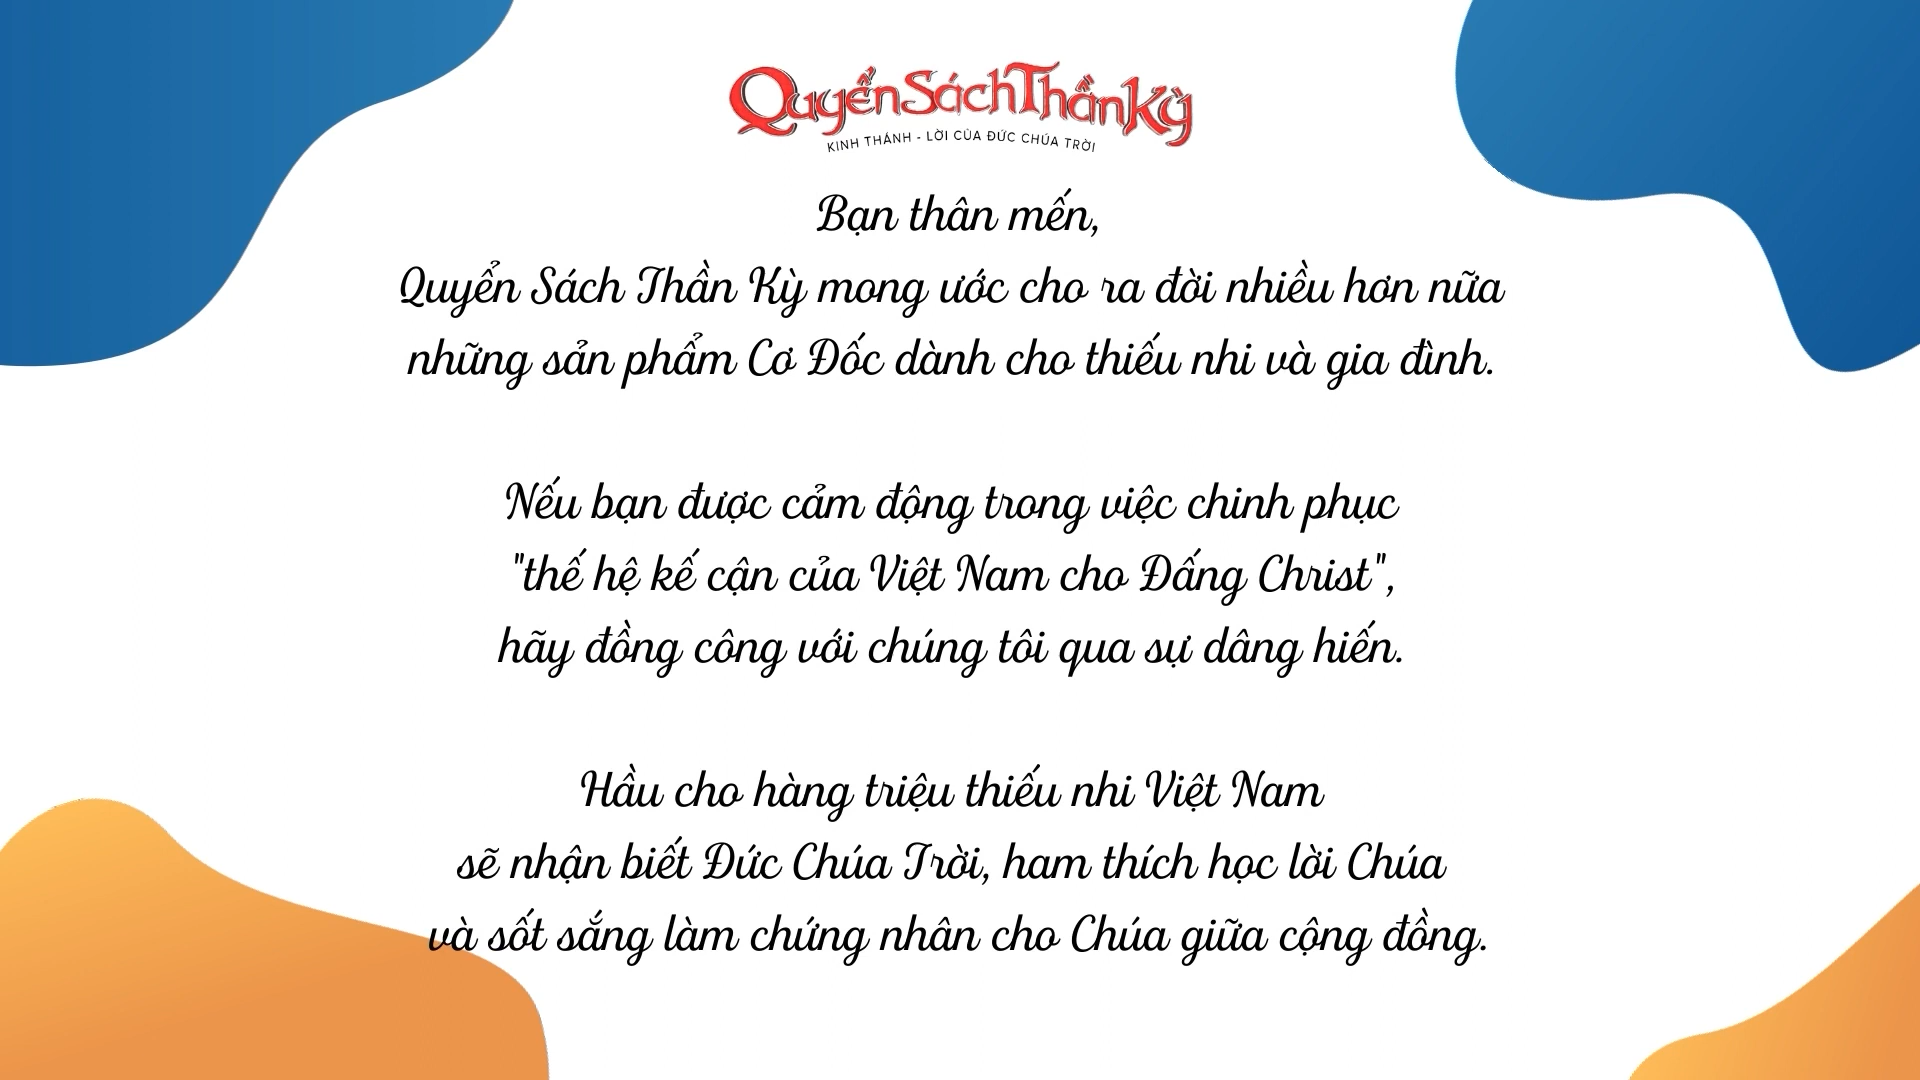 Quyển Sách Thần Kỳ
KINH THÁNH - LỜI CỦA ĐỨC CHÚA TRỜI
Bạn thân mến,
Quyển Sách Thần Kỳ mong ước cho ra đời nhiều hơn nữa
những sản phẩm Cơ Đốc dành cho thiếu nhi và gia đình.
Nếu bạn được cảm động trong việc chinh phục
"thế hệ kế cận của Việt Nam cho Đấng Christ",
hãy đồng công với chúng tôi qua sự dâng hiến.
Hầu cho hàng triệu thiếu nhi Việt Nam
sẽ nhận biết Đức Chúa Trời, ham thích học lời Chúa
và sốt sắng làm chứng nhân cho Chúa giữa cộng đồng.